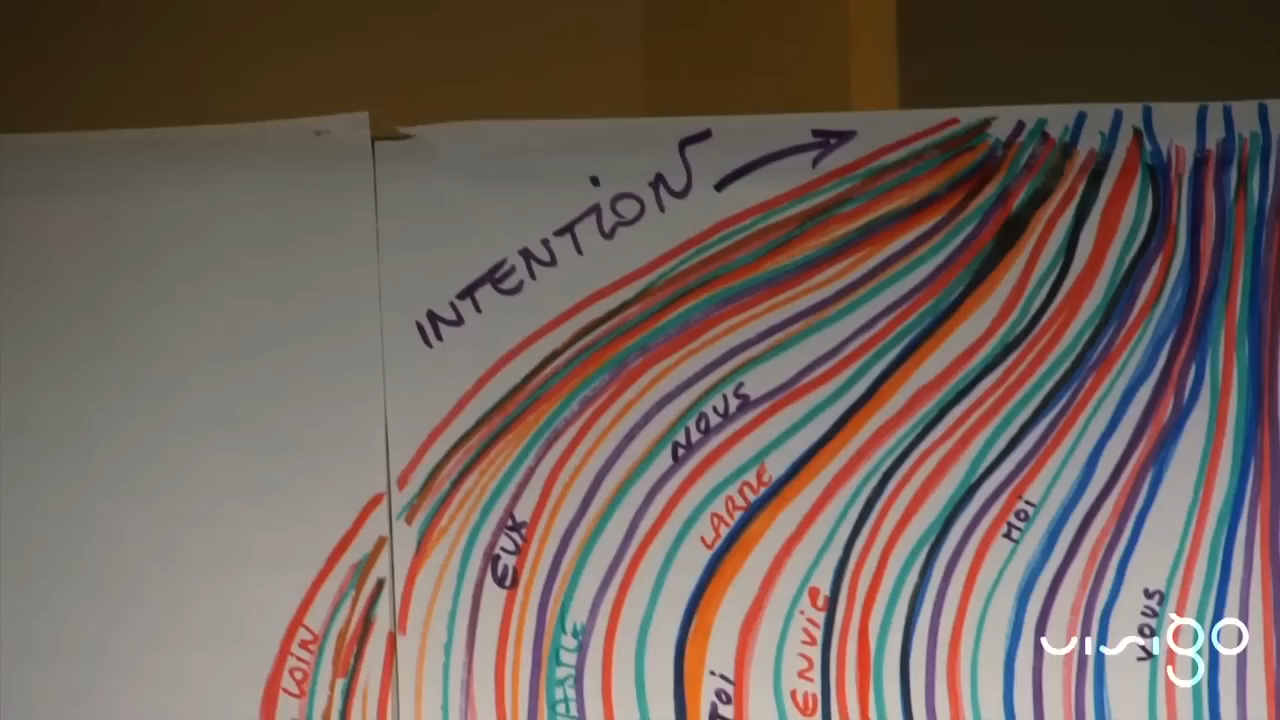 INTENTION
NOUS
LARME
EUX
MOI
ENVIE
VOUS
LOIN
TOI
visigo